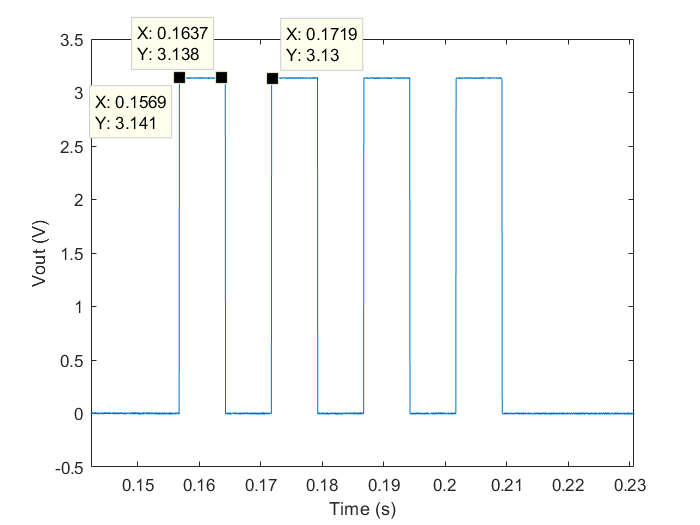 X: 0.1637
Y: 3.138
X: 0.1719
Y: 3.13
X: 0.1569
Y: 3.141
3.5
3
2.5
2
1.5
1
0.5
0
-0.5
Vout (V)
0.15 0.16 0.17 0.18 0.19 0.2 0.21 0.22 0.23
Time (s)